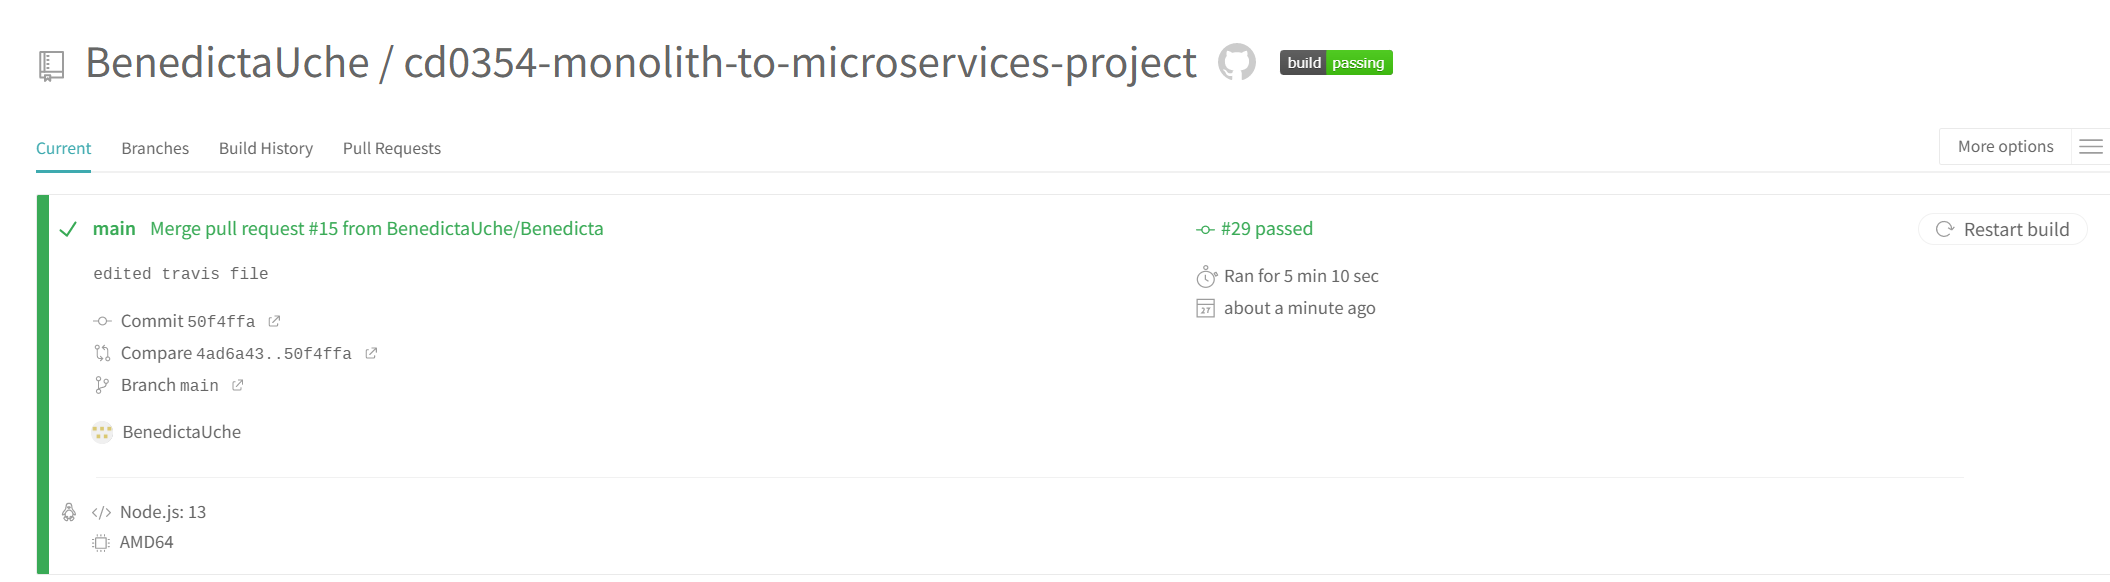 BenedictaUche / cd0354-monolith-to-microservices-project build passing
Current Branches Build History Pull Requests More options
main Merge pull request #15 from BenedictaUche/Benedicta
edited travis file
Commit 50f4ffa
Compare 4ad6a43..50f4ffa
Branch main
BenedictaUche
#29 passed
Ran for 5 min 10 sec
27 about a minute ago
Restart build
Node.js: 13
AMD64